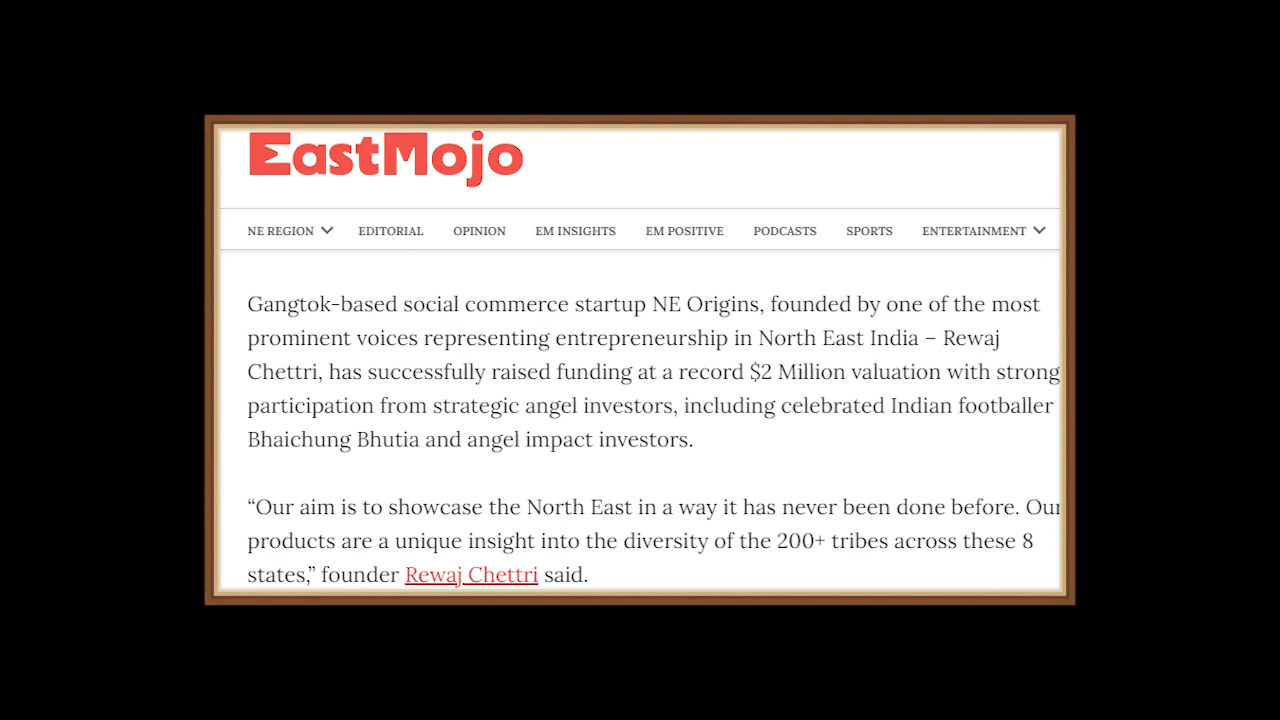 EastMojo
NE REGION EDITORIAL OPINION EM INSIGHTS EM POSITIVE PODCASTS SPORTS ENTERTAINMENT
Gangtok-based social commerce startup NE Origins, founded by one of the most
prominent voices representing entrepreneurship in North East India – Rewaj
Chettri, has successfully raised funding at a record $2 Million valuation with strong
participation from strategic angel investors, including celebrated Indian footballer
Bhaichung Bhutia and angel impact investors.
“Our aim is to showcase the North East in a way it has never been done before. Our
products are a unique insight into the diversity of the 200+ tribes across these 8
states,” founder Rewaj Chettri said.